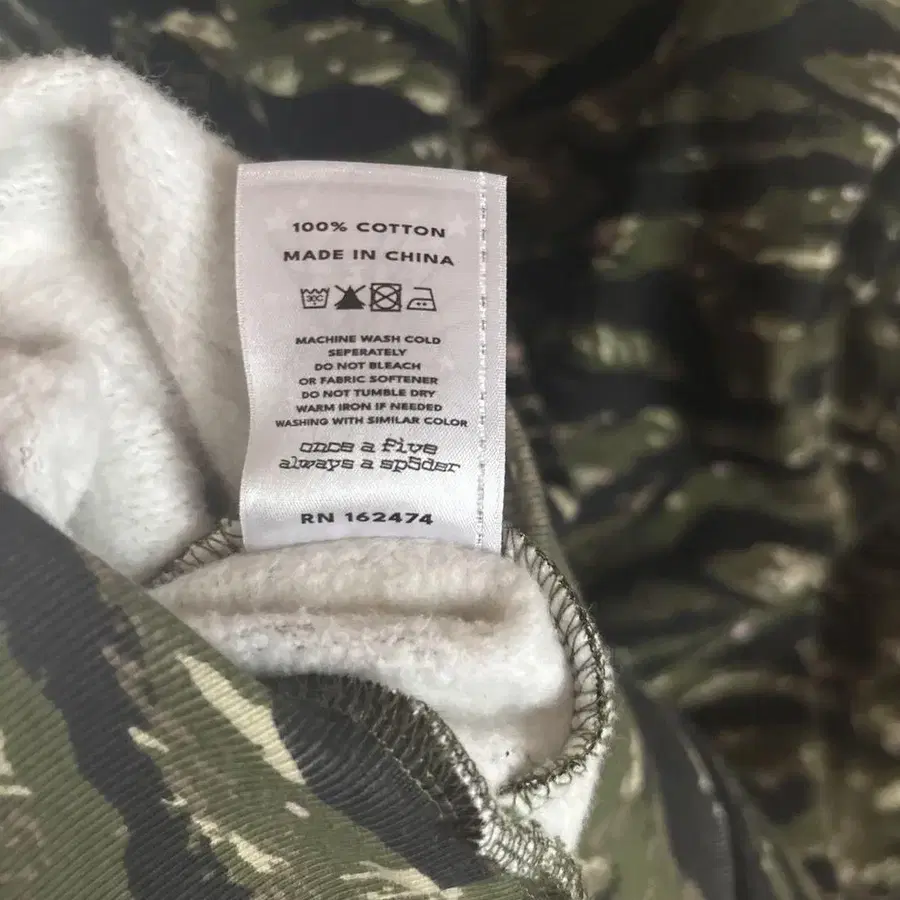 100% COTTON
MADE IN CHINA
30C
MACHINE WASH COLD
SEPERATELY
DO NOT BLEACH
OR FABRIC SOFTENER
DO NOT TUMBLE DRY
WARM IRON IF NEEDED
WASHING WITH SIMILAR COLOR
once a five
always a sp5der
RN 162474